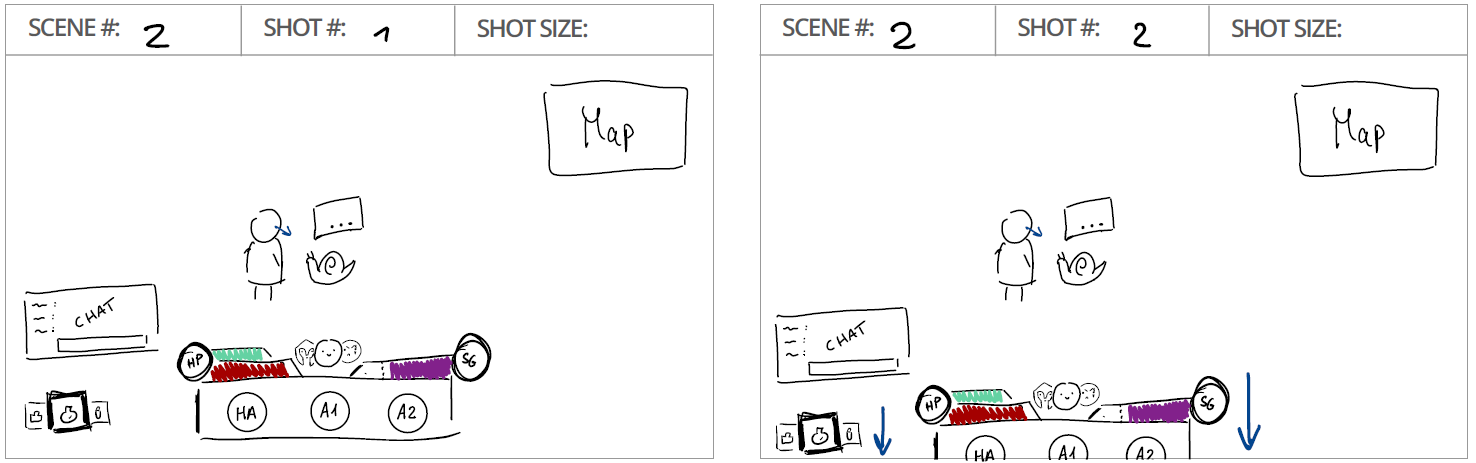 SCENE #: 2 SHOT #: 1 SHOT SIZE:
Map
...
CHAT
HP SG
HA A1 A2
SCENE #: 2 SHOT #: 2 SHOT SIZE:
Map
...
CHAT
HP SG
HA A1 A2